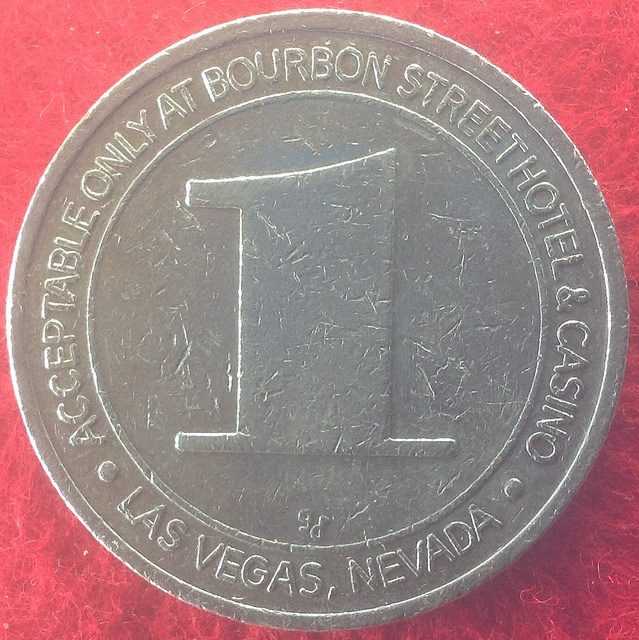 ACCEPTABLE ONLY AT BOURBON STREET HOTEL & CASINO
1
• LAS VEGAS, NEVADA •